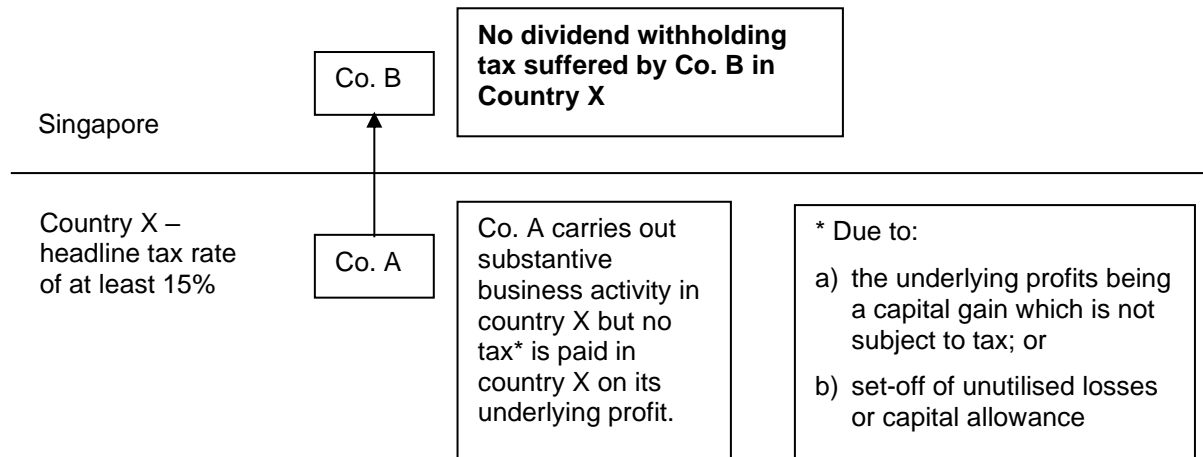 No dividend withholding
tax suffered by Co. B in
Country X
Co. B
Singapore
Country X –
headline tax rate
of at least 15%
Co. A
Co. A carries out
substantive
business activity in
country X but no
tax* is paid in
country X on its
underlying profit.
* Due to:
a) the underlying profits being
a capital gain which is not
subject to tax; or
b) set-off of unutilised losses
or capital allowance